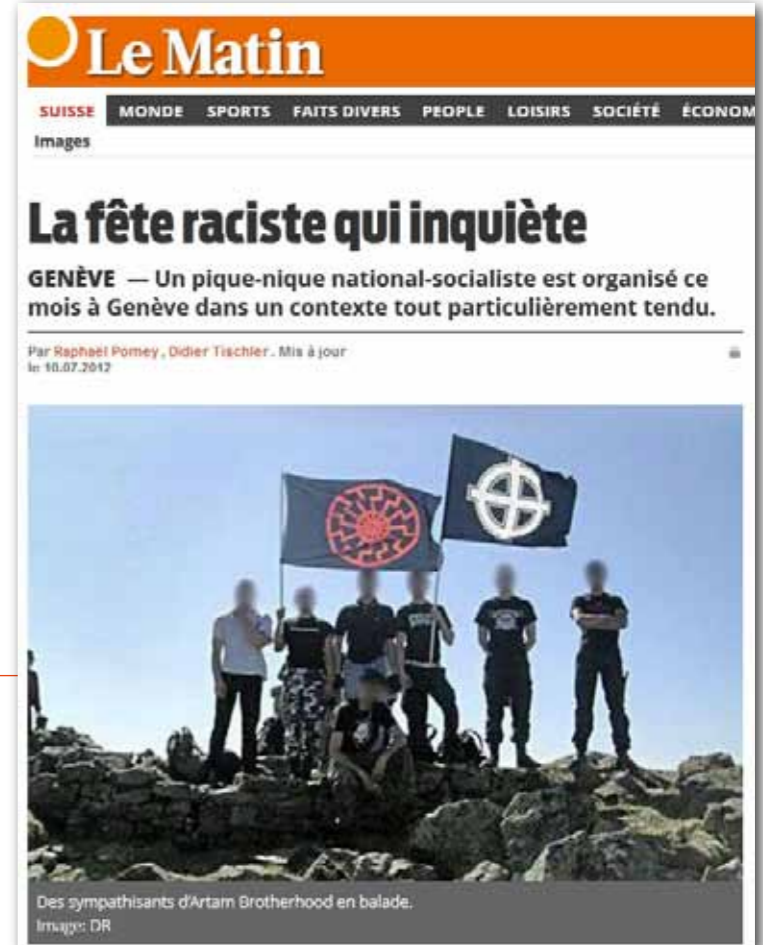 Le Matin
SUISSE MONDE SPORTS FAITS DIVERS PEOPLE LOISIRS SOCIÉTÉ ÉCONOM
Images
La fête raciste qui inquiète
GENÈVE — Un pique-nique national-socialiste est organisé ce
mois à Genève dans un contexte tout particulièrement tendu.
Par Raphaël Pomey, Didier Tischler. Mis à jour
le 10.07.2012
Des sympathisants d'Artam Brotherhood en balade.
Image: DR